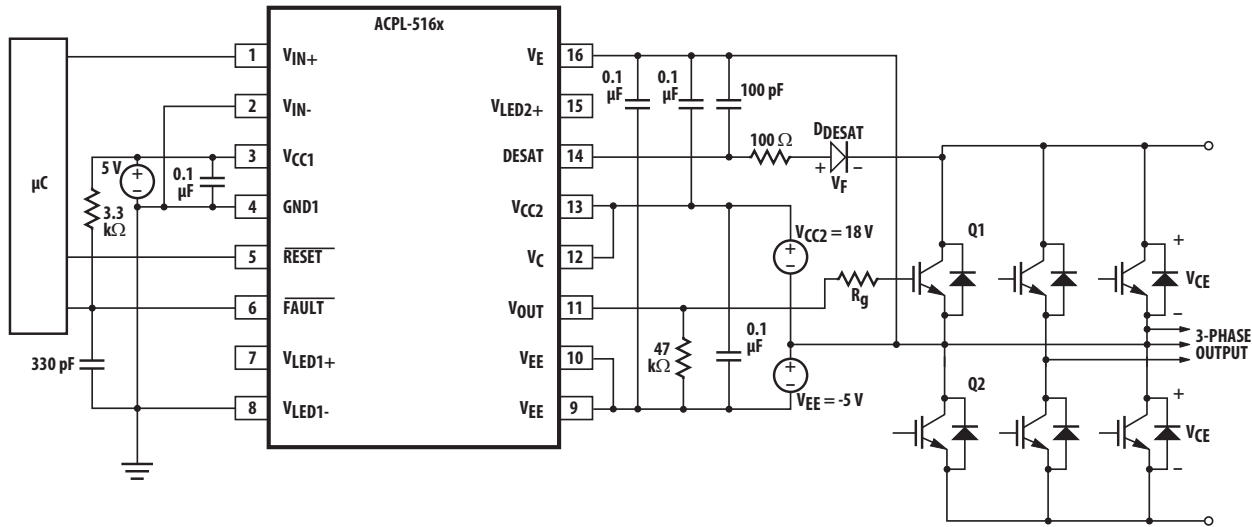 ACPL-516x
μC
1 VIN+
2 VIN-
3 VCC1
4 GND1
5 RESET
6 FAULT
7 VLED1+
8 VLED1-
VE 16
VLED2+ 15
DESAT 14
VCC2 13
VC 12
VOUT 11
VEE 10
VEE 9
5 V
+
−
0.1
μF
3.3
kΩ
330 pF
0.1
μF
0.1
μF
100 pF
100 Ω
DDESAT
+ VF −
VCC2 = 18 V
+
−
Rg
47
kΩ
0.1
μF
+
−
VEE = -5 V
Q1
Q2
+
VCE
−
3-PHASE
OUTPUT
+
VCE
−